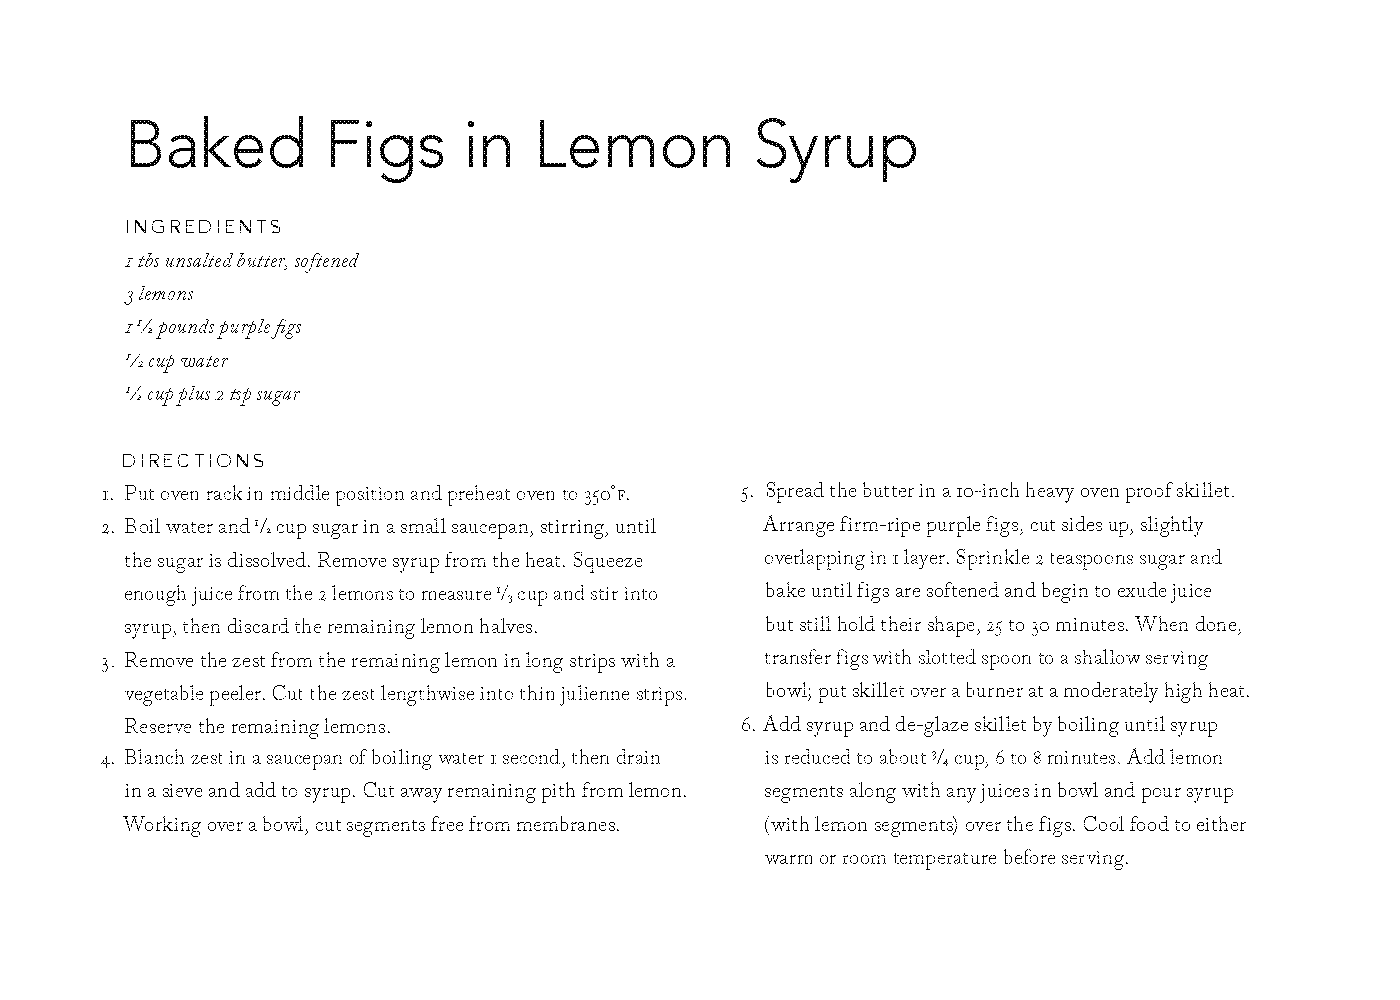 Baked Figs in Lemon Syrup
INGREDIENTS
1 tbs unsalted butter, softened
3 lemons
1 1/2 pounds purple figs
1/2 cup water
1/2 cup plus 2 tsp sugar
DIRECTIONS
1. Put oven rack in middle position and preheat oven to 350°F.
2. Boil water and 1/2 cup sugar in a small saucepan, stirring, until
the sugar is dissolved. Remove syrup from the heat. Squeeze
enough juice from the 2 lemons to measure 1/3 cup and stir into
syrup, then discard the remaining lemon halves.
3. Remove the zest from the remaining lemon in long strips with a
vegetable peeler. Cut the zest lengthwise into thin julienne strips.
Reserve the remaining lemons.
4. Blanch zest in a saucepan of boiling water 1 second, then drain
in a sieve and add to syrup. Cut away remaining pith from lemon.
Working over a bowl, cut segments free from membranes.
5. Spread the butter in a 10-inch heavy oven proof skillet.
Arrange firm-ripe purple figs, cut sides up, slightly
overlapping in 1 layer. Sprinkle 2 teaspoons sugar and
bake until figs are softened and begin to exude juice
but still hold their shape, 25 to 30 minutes. When done,
transfer figs with slotted spoon to a shallow serving
bowl; put skillet over a burner at a moderately high heat.
6. Add syrup and de-glaze skillet by boiling until syrup
is reduced to about 3/4 cup, 6 to 8 minutes. Add lemon
segments along with any juices in bowl and pour syrup
(with lemon segments) over the figs. Cool food to either
warm or room temperature before serving.